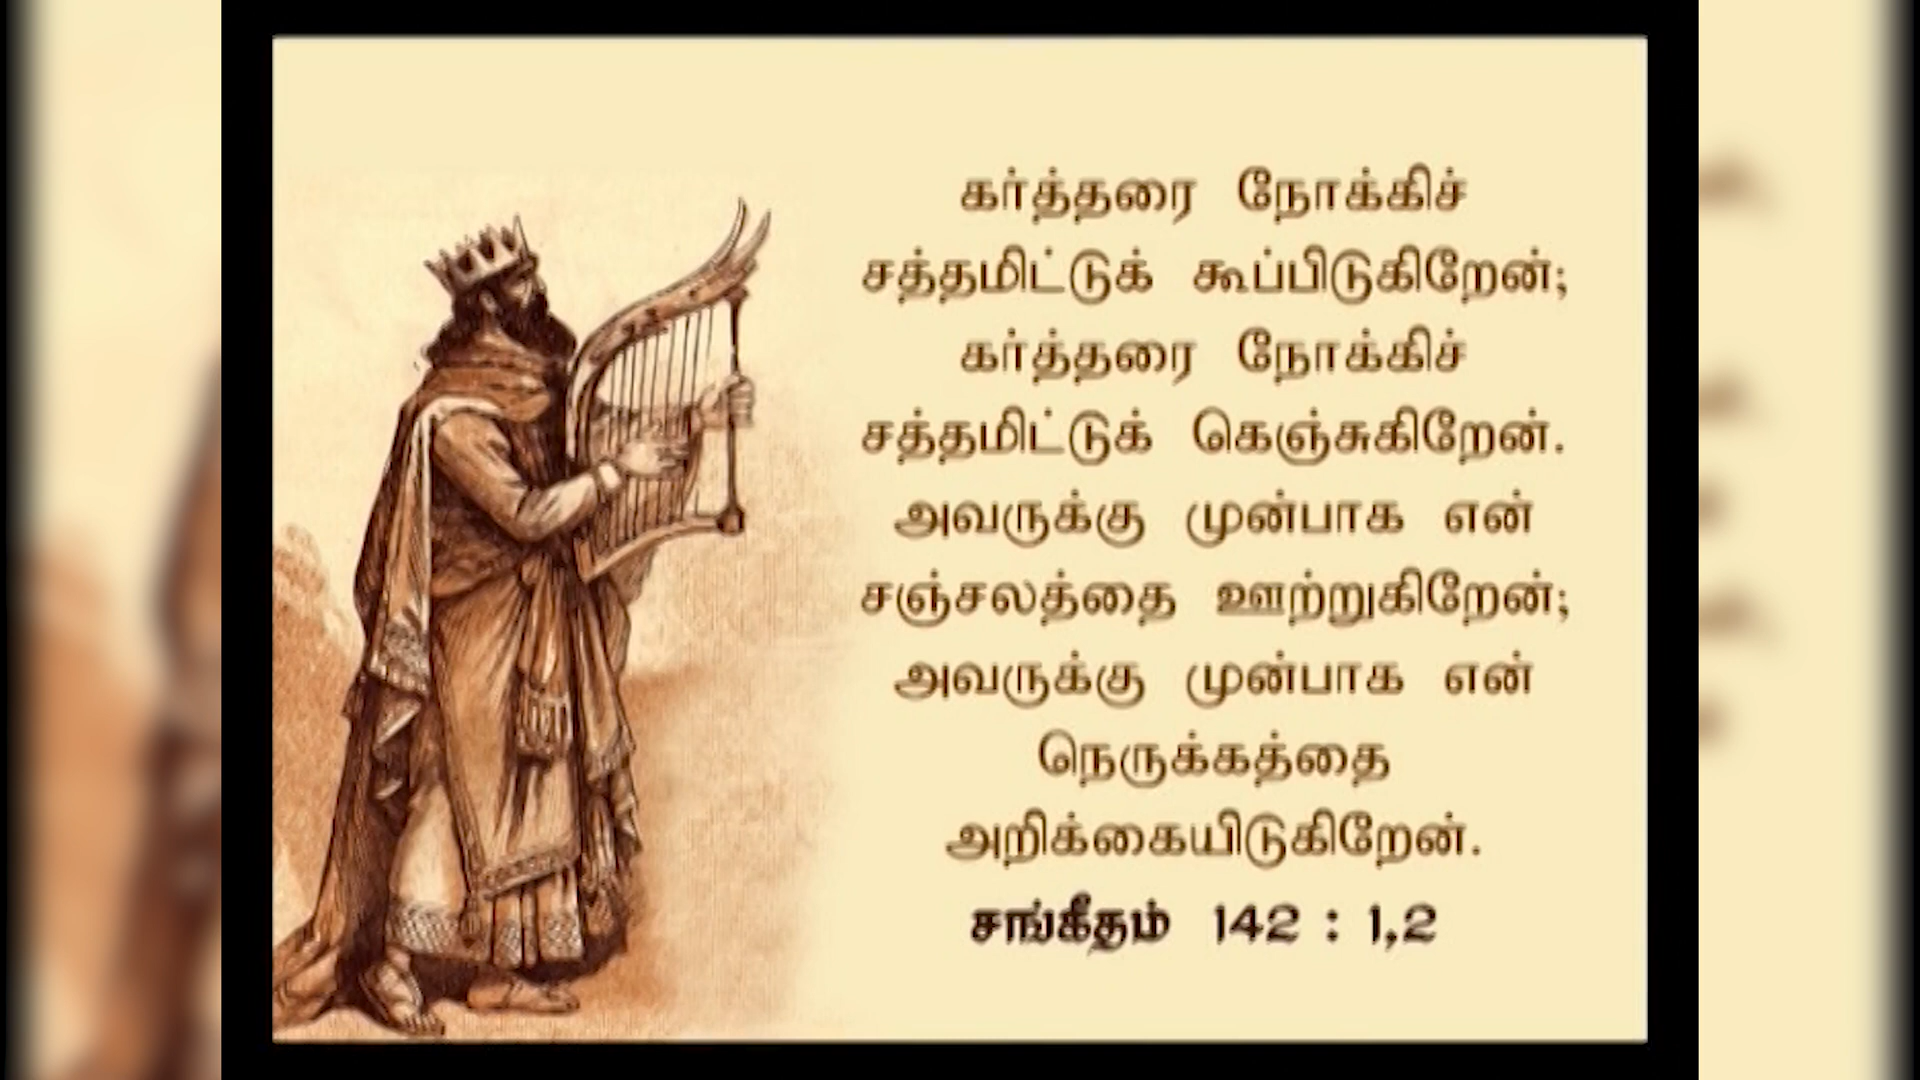 கர்த்தரை நோக்கிச்
சத்தமிட்டுக் கூப்பிடுகிறேன்;
கர்த்தரை நோக்கிச்
சத்தமிட்டுக் கெஞ்சுகிறேன்.
அவருக்கு முன்பாக என்
சஞ்சலத்தை ஊற்றுகிறேன்;
அவருக்கு முன்பாக என்
நெருக்கத்தை
அறிக்கையிடுகிறேன்.
சங்கீதம் 142 : 1,2